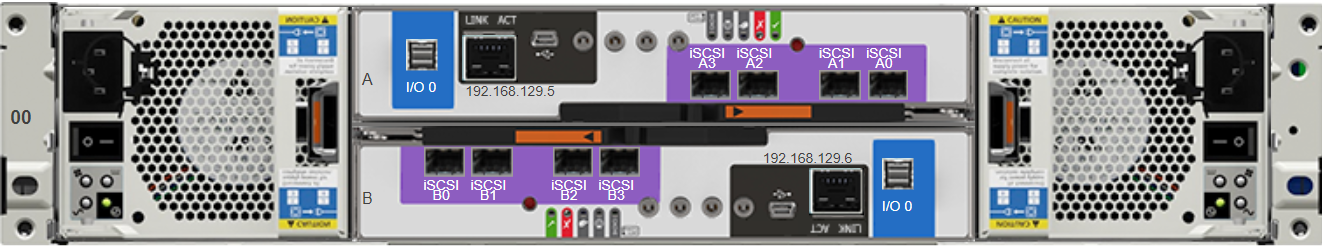 CAUTION
CAUTION
LINK ACT
iSCSI iSCSI iSCSI iSCSI
A3 A2 A1 A0
A
I/O 0
192.168.129.5
00
192.168.129.6
iSCSI iSCSI iSCSI iSCSI
B0 B1 B2 B3
B
I/O 0
LINK ACT
CAUTION
CAUTION